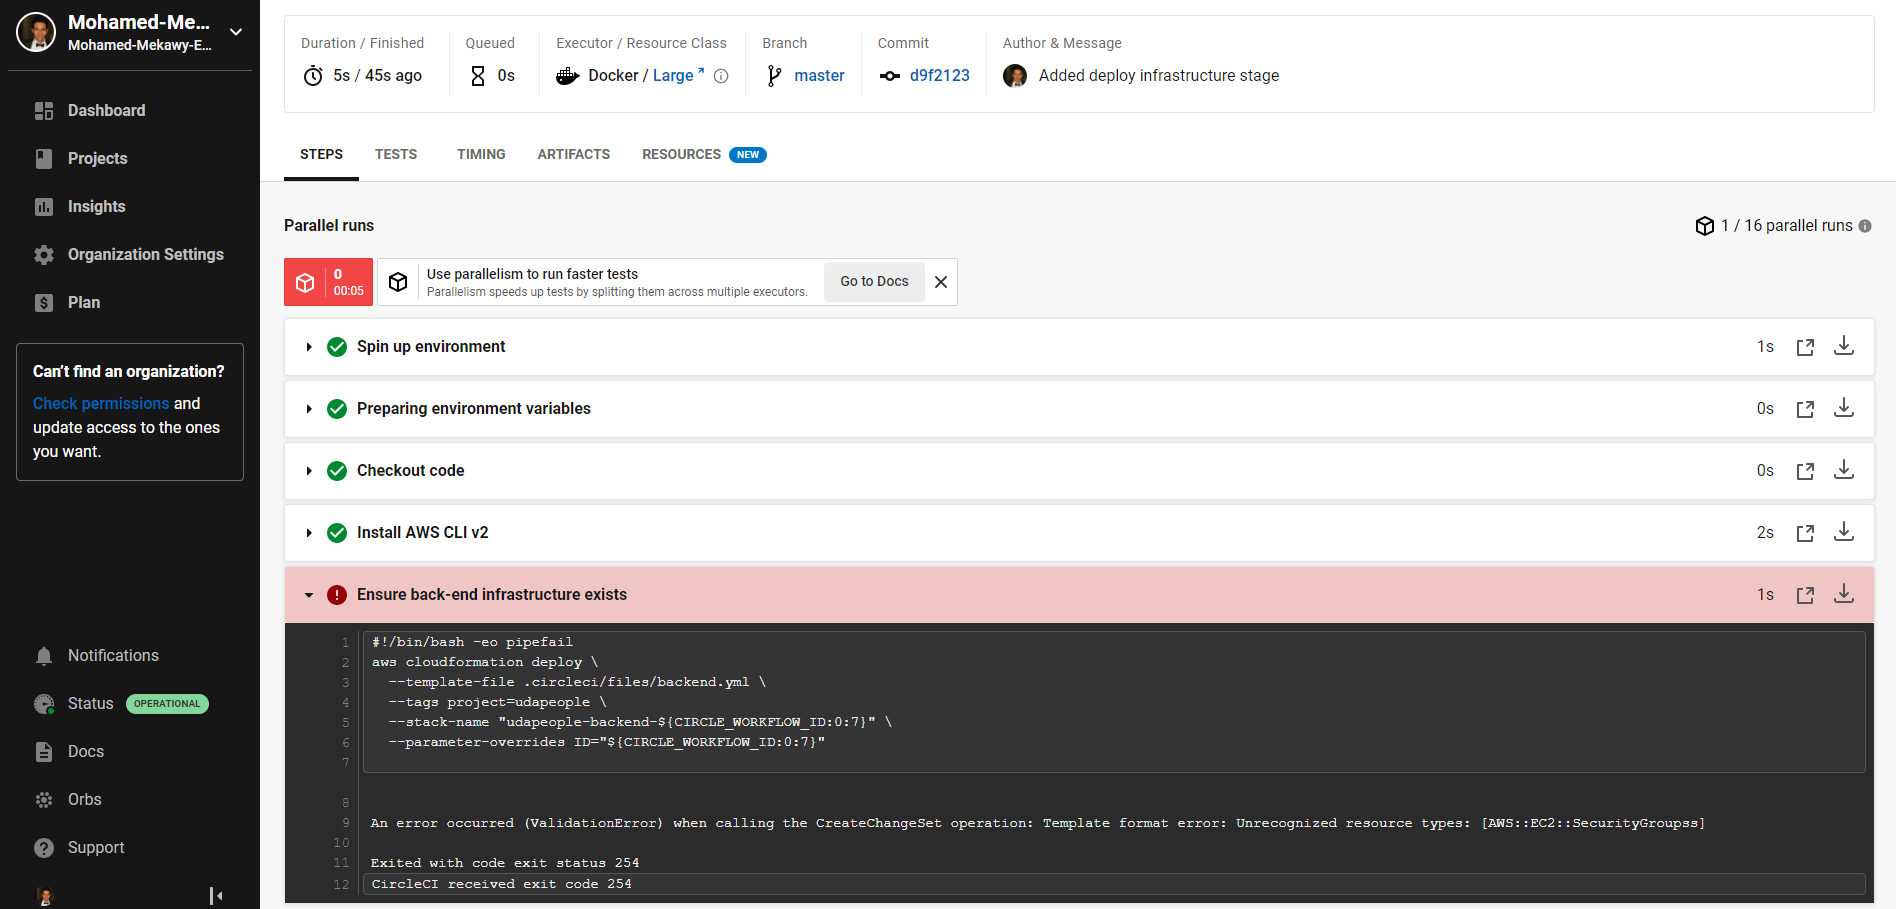 Mohamed-Me...
Mohamed-Mekawy-E...
Dashboard
Projects
Insights
Organization Settings
Plan
Can't find an organization?
Check permissions and
update access to the ones
you want.
Notifications
Status OPERATIONAL
Docs
Orbs
Support
Duration / Finished
5s / 45s ago
Queued
0s
Executor / Resource Class
Docker / Large
Branch
master
Commit
d9f2123
Author & Message
Added deploy infrastructure stage
STEPS TESTS TIMING ARTIFACTS RESOURCES NEW
Parallel runs
1 / 16 parallel runs
0
00:05
Use parallelism to run faster tests
Parallelism speeds up tests by splitting them across multiple executors.
Go to Docs
Spin up environment 1s
Preparing environment variables 0s
Checkout code 0s
Install AWS CLI v2 2s
Ensure back-end infrastructure exists 1s
1 #!/bin/bash -eo pipefail
2 aws cloudformation deploy \
3 --template-file .circleci/files/backend.yml \
4 --tags project=udapeople \
5 --stack-name "udapeople-backend-${CIRCLE_WORKFLOW_ID:0:7}" \
6 --parameter-overrides ID="${CIRCLE_WORKFLOW_ID:0:7}"
7
8
9 An error occurred (ValidationError) when calling the CreateChangeSet operation: Template format error: Unrecognized resource types: [AWS::EC2::SecurityGroupss]
10
11 Exited with code exit status 254
12 CircleCI received exit code 254